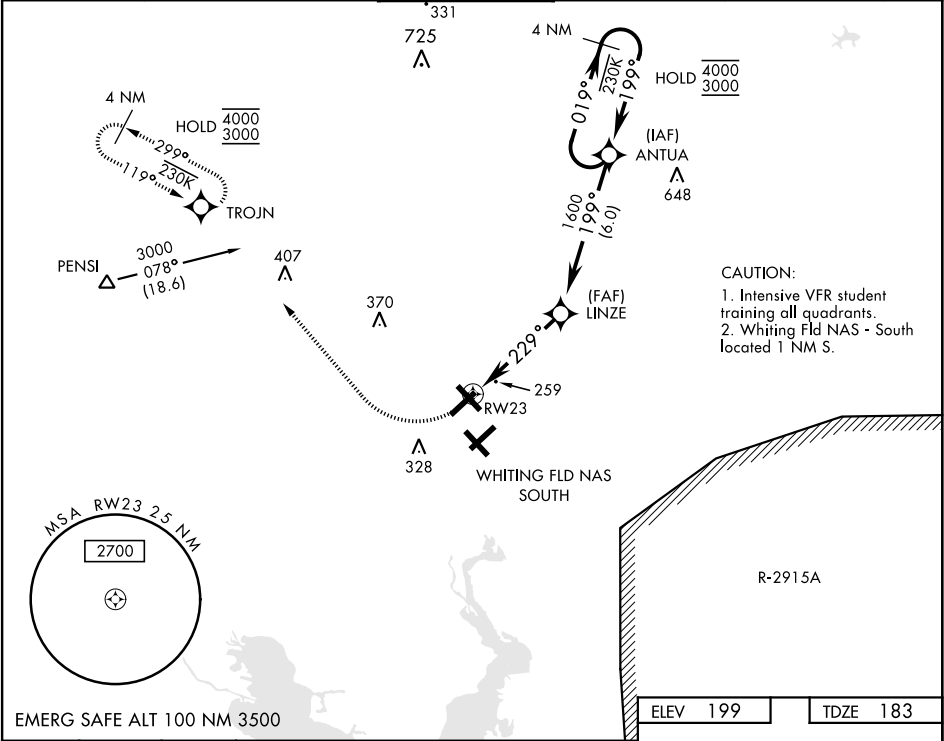 331
725
4 NM
230K
019°
199°
HOLD 4000
3000
(IAF)
ANTUA
648
4 NM
HOLD 4000
3000
299°
230K
119°
TROJN
1600
199°
(6.0)
PENSI
3000
078°
(18.6)
407
370
(FAF)
LINZE
229°
259
RW23
328
WHITING FLD NAS
SOUTH
CAUTION:
1. Intensive VFR student
training all quadrants.
2. Whiting Fld NAS - South
located 1 NM S.
MSA RW23 25 NM
2700
R-2915A
EMERG SAFE ALT 100 NM 3500
ELEV 199
TDZE 183